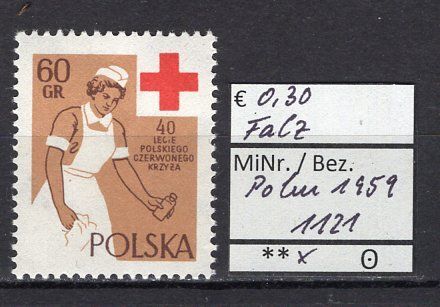 60
GR
40
LECIE
POLSKIEGO
CZERWONEGO
KRZYŻA
POLSKA
€ 0,30
Falz
MiNr. / Bez.
Polen 1959
1121
** x ʘ